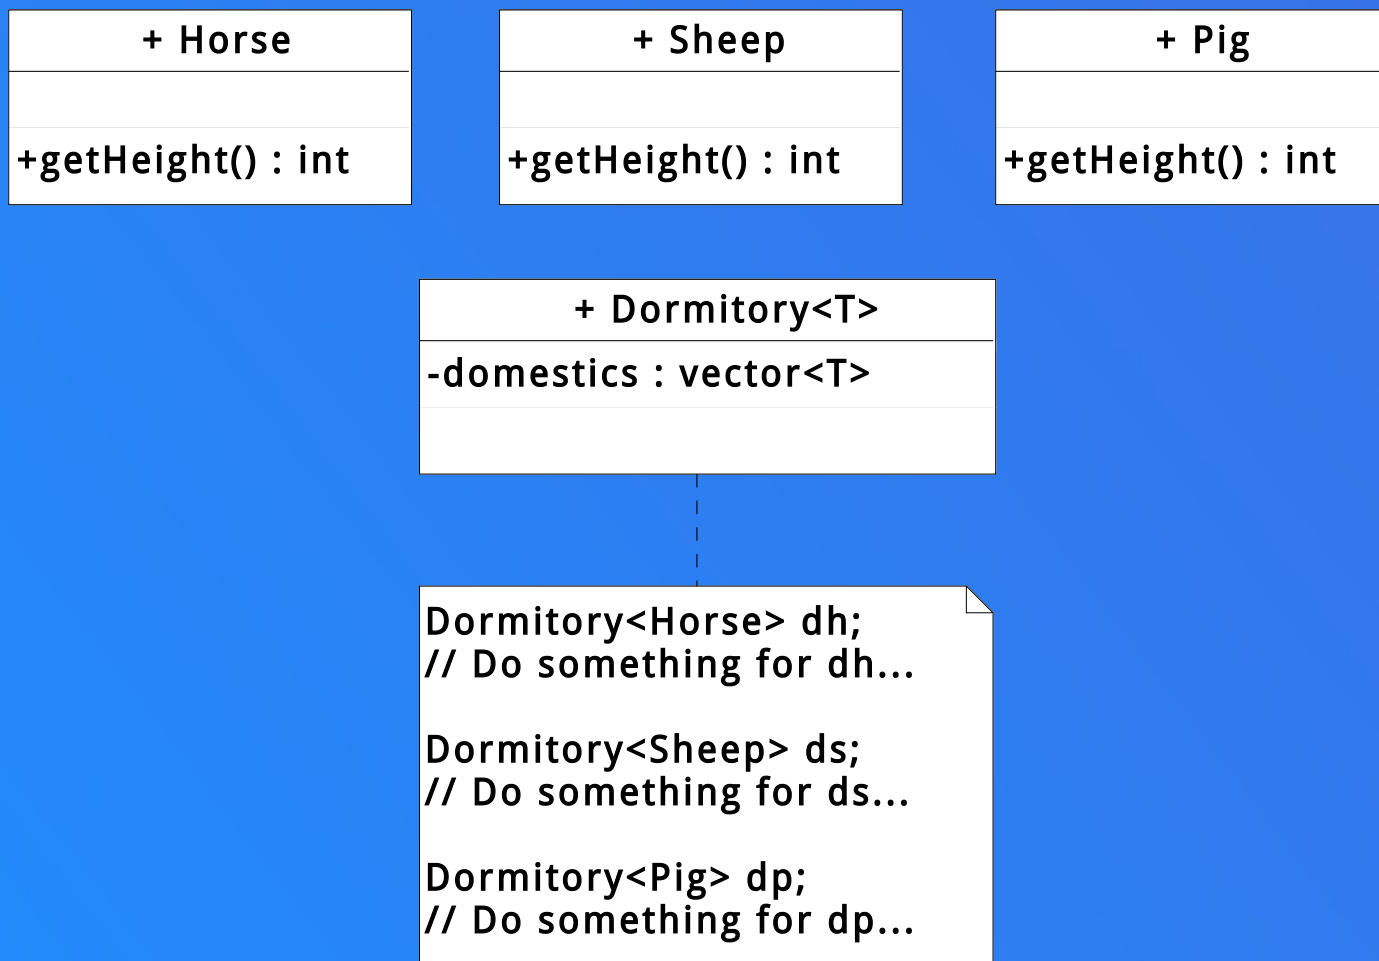 + Horse
+getHeight() : int
+ Sheep
+getHeight() : int
+ Pig
+getHeight() : int
+ Dormitory<T>
-domestics : vector<T>
Dormitory<Horse> dh;
// Do something for dh...
Dormitory<Sheep> ds;
// Do something for ds...
Dormitory<Pig> dp;
// Do something for dp...